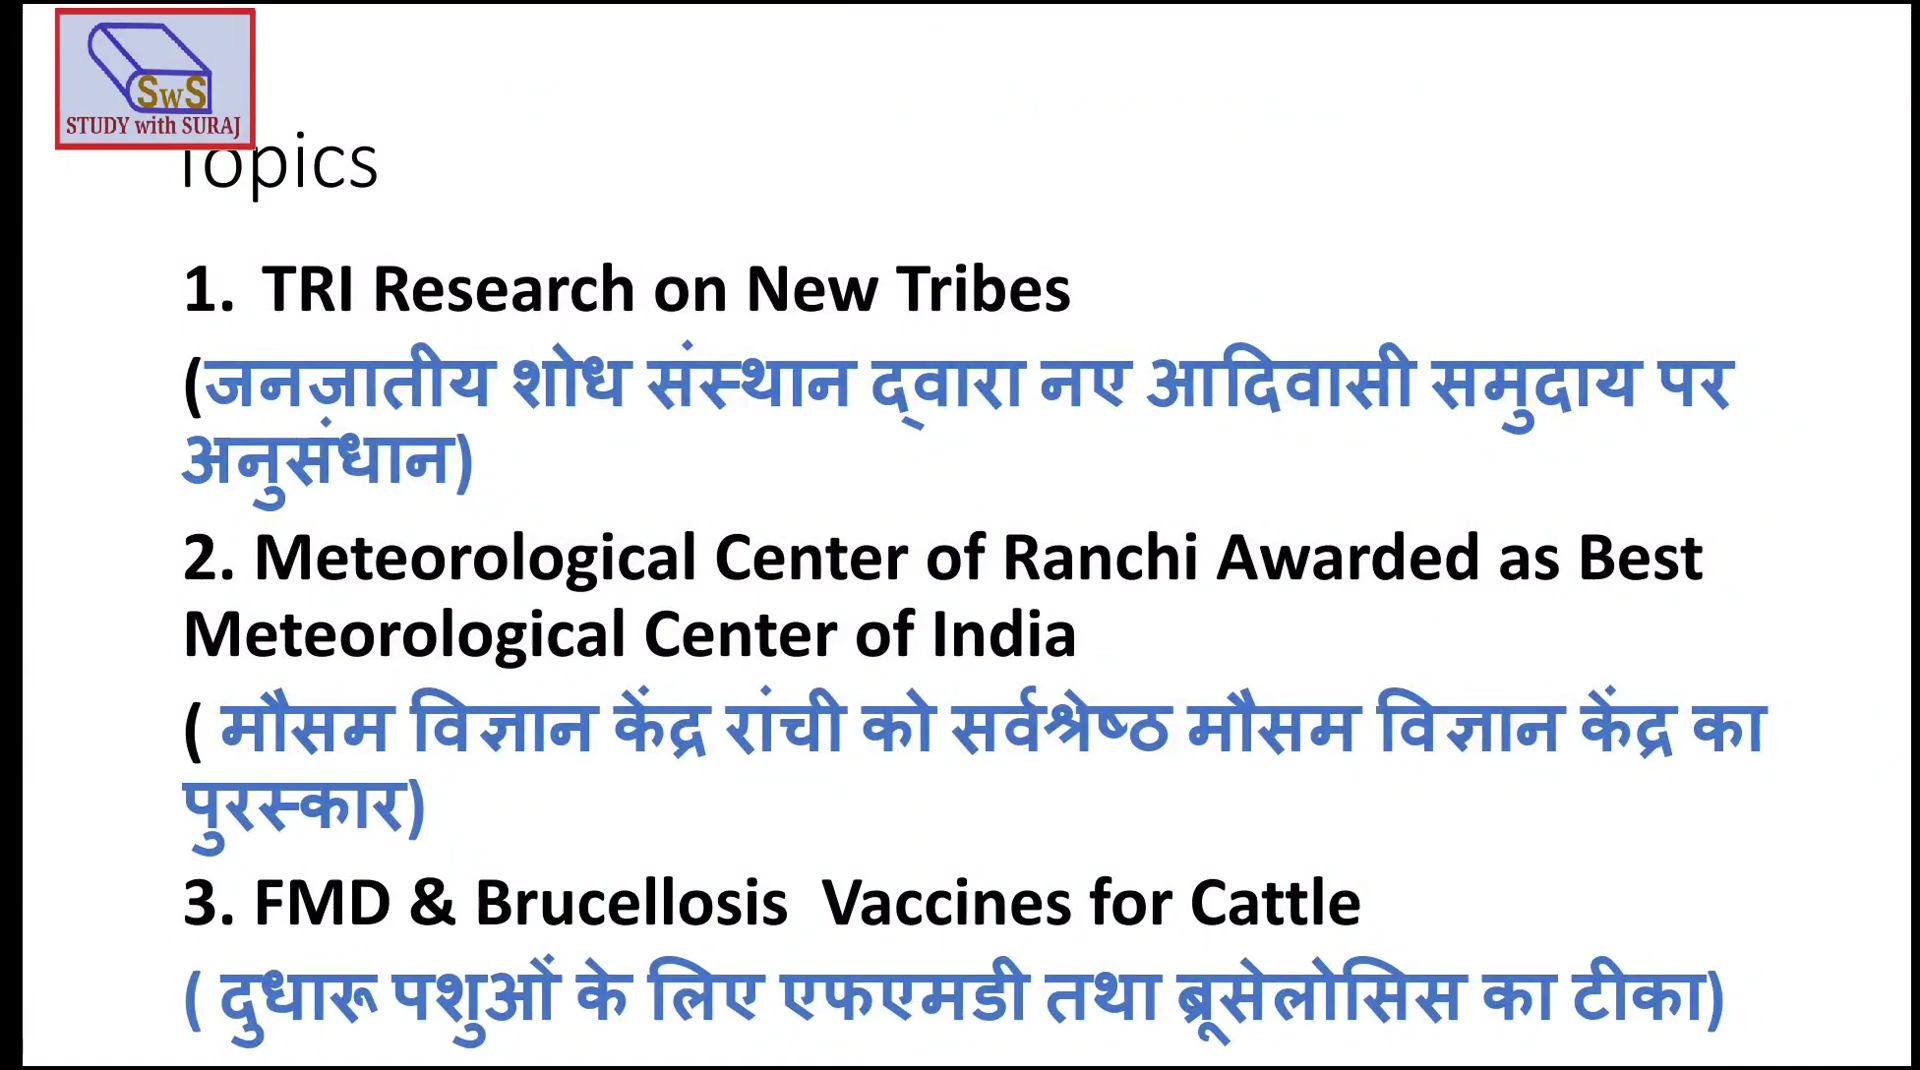 SwS
STUDY with SURAJ
Topics
1. TRI Research on New Tribes
(जनजातीय शोध संस्थान द्वारा नए आदिवासी समुदाय पर
अनुसंधान)
2. Meteorological Center of Ranchi Awarded as Best
Meteorological Center of India
( मौसम विज्ञान केंद्र रांची को सर्वश्रेष्ठ मौसम विज्ञान केंद्र का
पुरस्कार)
3. FMD & Brucellosis Vaccines for Cattle
( दुधारू पशुओं के लिए एफएमडी तथा ब्रूसेलोसिस का टीका)